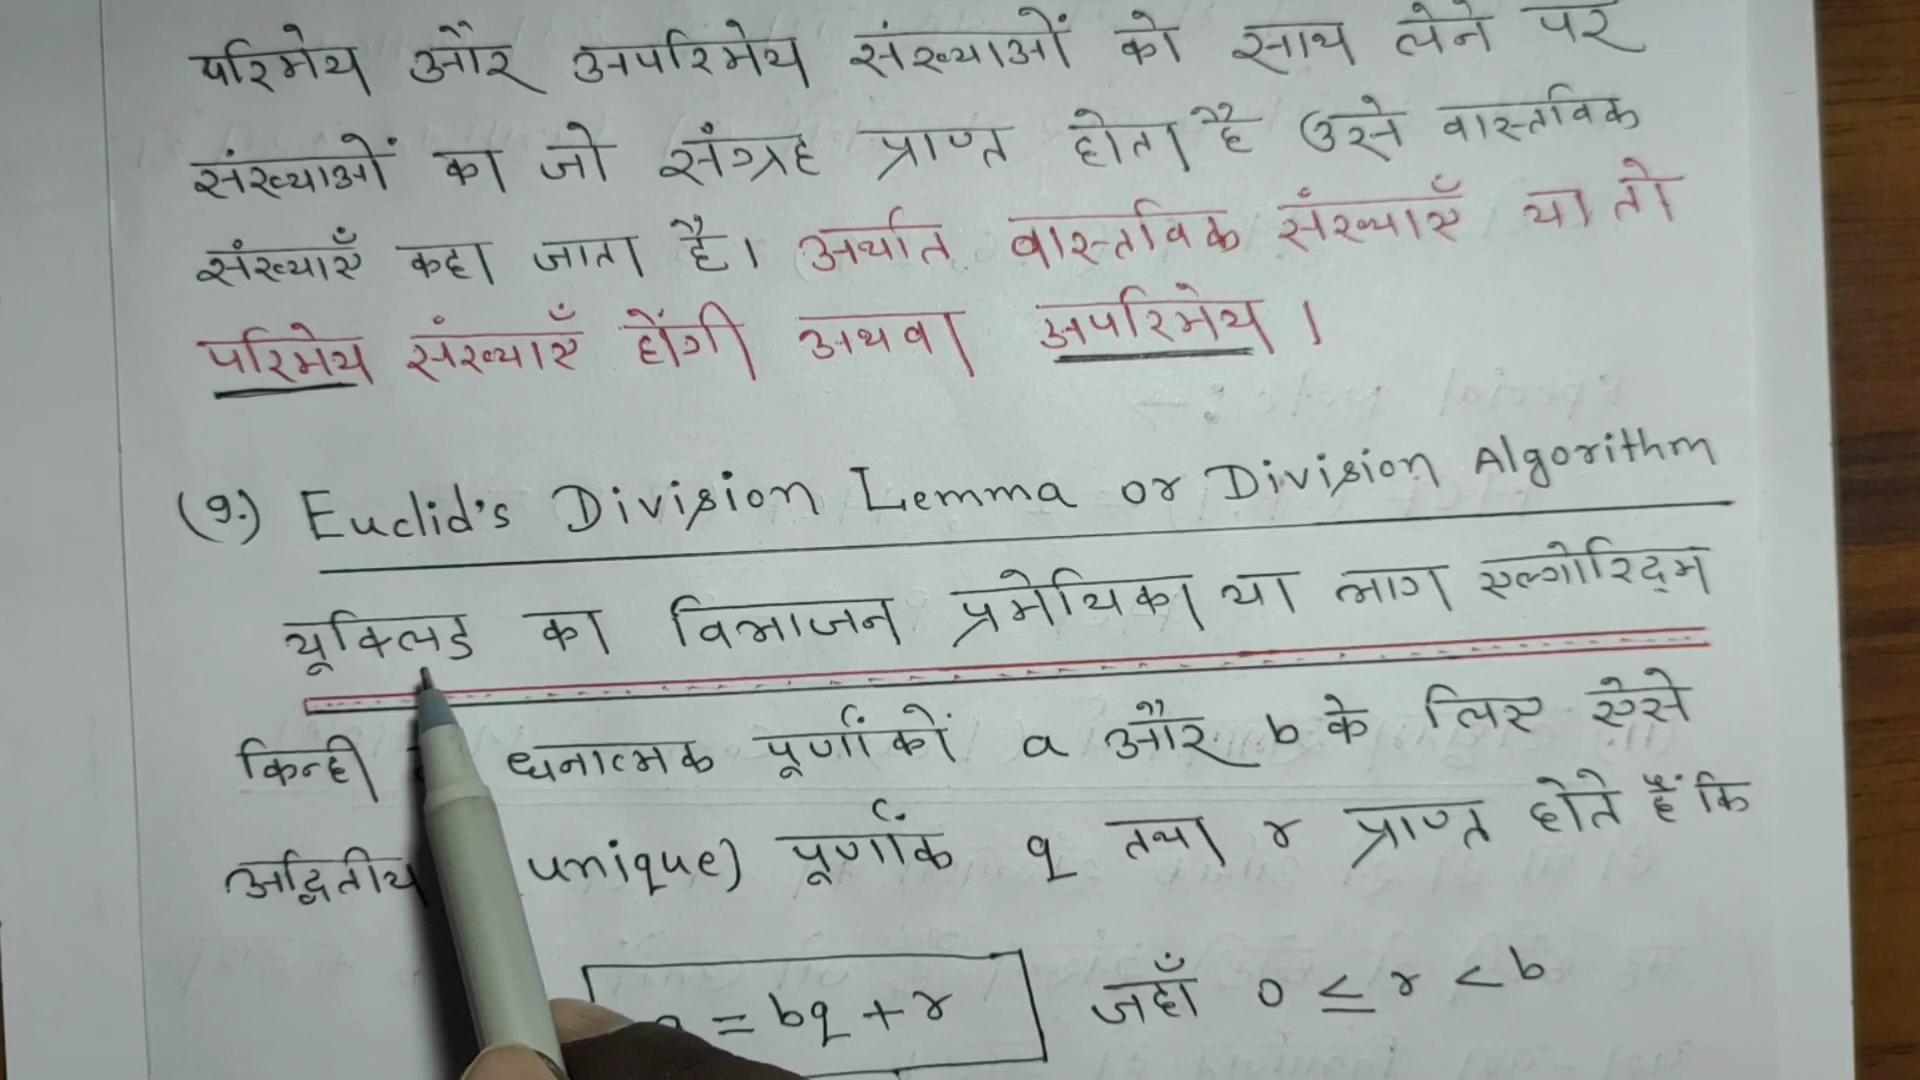 परिमेय और अपरिमेय संख्याओं को साथ लेने पर
संख्याओं का जो संग्रह प्राप्त होता है उसे वास्तविक
संख्याएँ कहा जाता है। अर्थात वास्तविक संख्याएँ या तो
परिमेय संख्याएँ होंगी अथवा अपरिमेय।
(9.) Euclid's Division Lemma or Division Algorithm
यूक्लिड का विभाजन प्रमेयिका या भाग एल्गोरिद्म
किन्ही धनात्मक पूर्णांकों a और b के लिए ऐसे
अद्वितीय (unique) पूर्णांक q तथा r प्राप्त होते हैं कि
= bq + r जहाँ 0 ≤ r < b